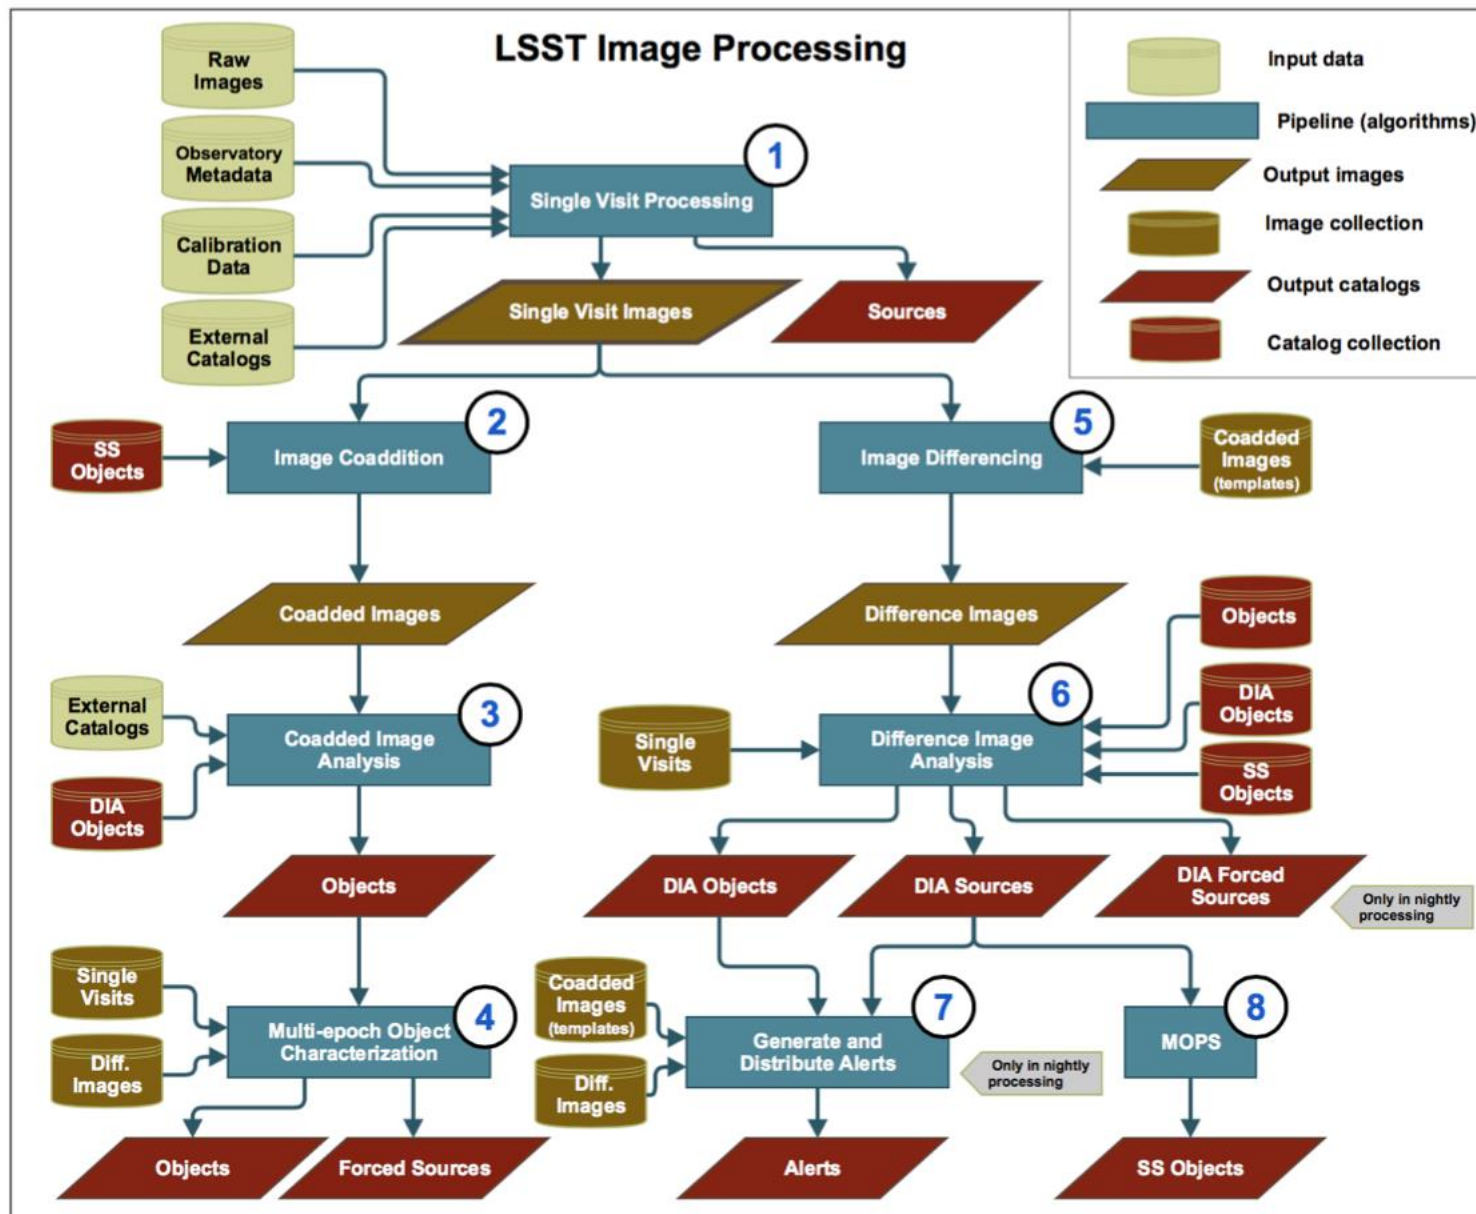 LSST Image Processing
Raw
Images
Observatory
Metadata
Calibration
Data
External
Catalogs
1
Single Visit Processing
Single Visit Images
Sources
Input data
Pipeline (algorithms)
Output images
Image collection
Output catalogs
Catalog collection
SS
Objects
2
Image Coaddition
5
Image Differencing
Coadded
Images
(templates)
Coadded Images
Difference Images
Objects
DIA
Objects
SS
Objects
External
Catalogs
DIA
Objects
3
Coadded Image
Analysis
Single
Visits
6
Difference Image
Analysis
Objects
DIA Objects
DIA Sources
DIA Forced
Sources
Only in nightly
processing
Single
Visits
Diff.
Images
4
Multi-epoch Object
Characterization
Coadded
Images
(templates)
Diff.
Images
7
Generate and
Distribute Alerts
Only in nightly
processing
8
MOPS
Objects
Forced Sources
Alerts
SS Objects